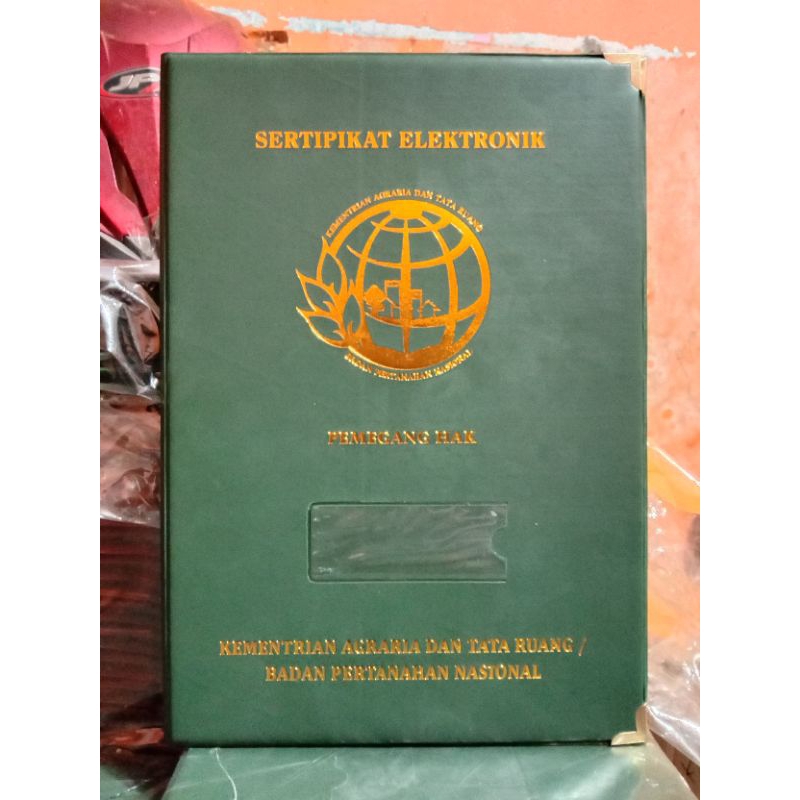 SERTIPIKAT ELEKTRONIK
KEMENTRIAN AGRARIA DAN TATA RUANG
BADAN PERTANAHAN NASIONAL
PEMEGANG HAK
KEMENTRIAN AGRARIA DAN TATA RUANG /
BADAN PERTANAHAN NASIONAL